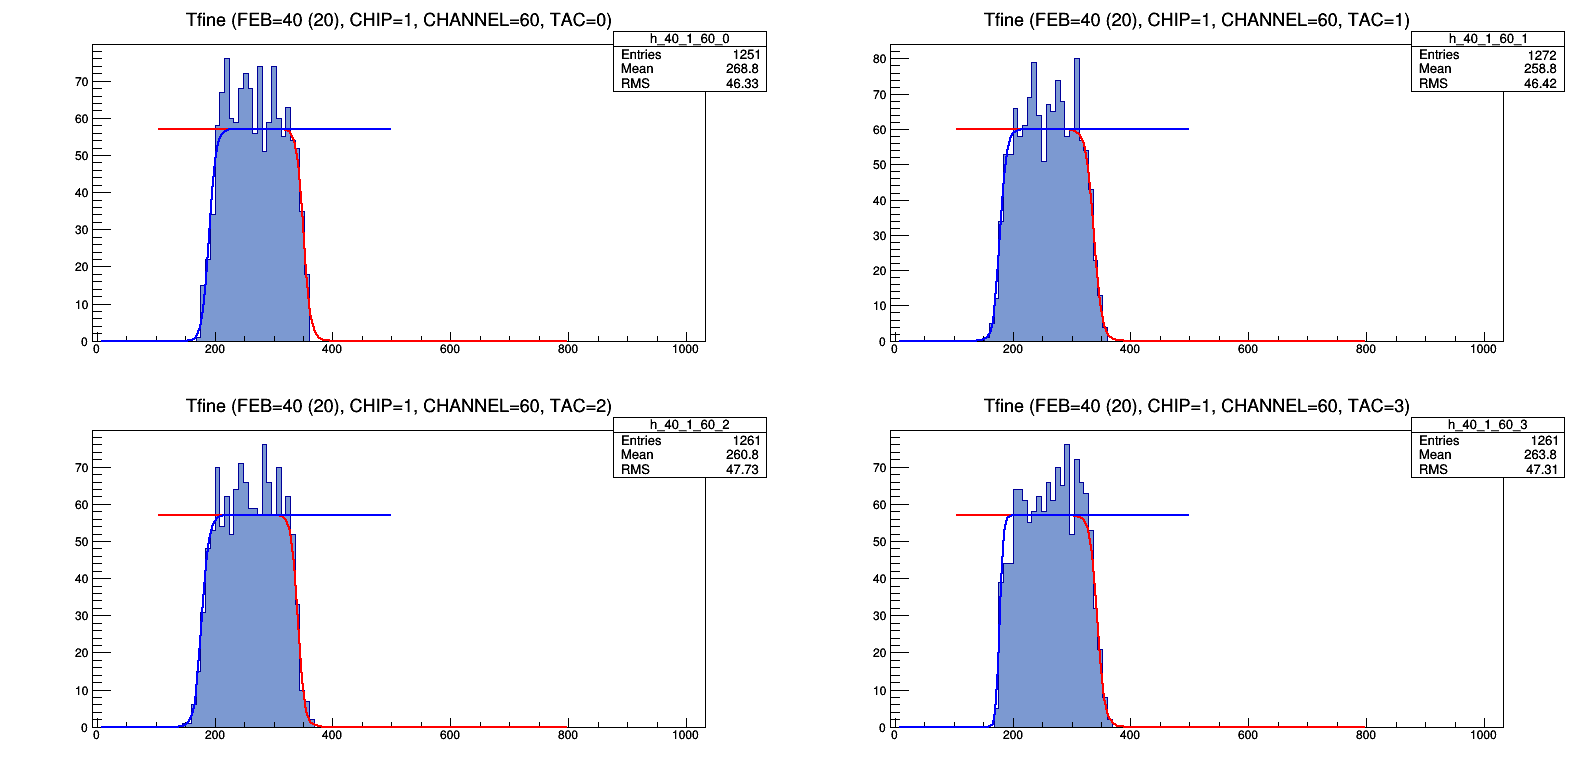 Tfine (FEB=40 (20), CHIP=1, CHANNEL=60, TAC=0)
h_40_1_60_0
Entries 1251
Mean 268.8
RMS 46.33
70
60
50
40
30
20
10
0
0 200 400 600 800 1000
Tfine (FEB=40 (20), CHIP=1, CHANNEL=60, TAC=1)
h_40_1_60_1
Entries 1272
Mean 258.8
RMS 46.42
80
70
60
50
40
30
20
10
0
0 200 400 600 800 1000
Tfine (FEB=40 (20), CHIP=1, CHANNEL=60, TAC=2)
h_40_1_60_2
Entries 1261
Mean 260.8
RMS 47.73
70
60
50
40
30
20
10
0
0 200 400 600 800 1000
Tfine (FEB=40 (20), CHIP=1, CHANNEL=60, TAC=3)
h_40_1_60_3
Entries 1261
Mean 263.8
RMS 47.31
70
60
50
40
30
20
10
0
0 200 400 600 800 1000